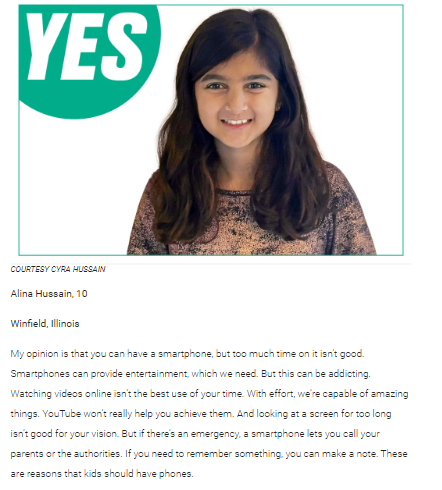 YES
COURTESY CYRA HUSSAIN
Alina Hussain, 10
Winfield, Illinois
My opinion is that you can have a smartphone, but too much time on it isn't good.
Smartphones can provide entertainment, which we need. But this can be addicting.
Watching videos online isn't the best use of your time. With effort, we're capable of amazing
things. YouTube won't really help you achieve them. And looking at a screen for too long
isn't good for your vision. But if there's an emergency, a smartphone lets you call your
parents or the authorities. If you need to remember something, you can make a note. These
are reasons that kids should have phones.